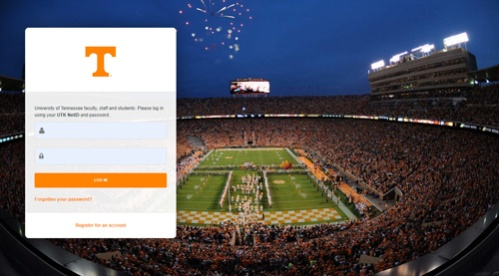 T
University of Tennessee faculty, staff and students: Please log in
using your UTK NetID and password.
LOG IN
Forgotten your password?
Register for an account